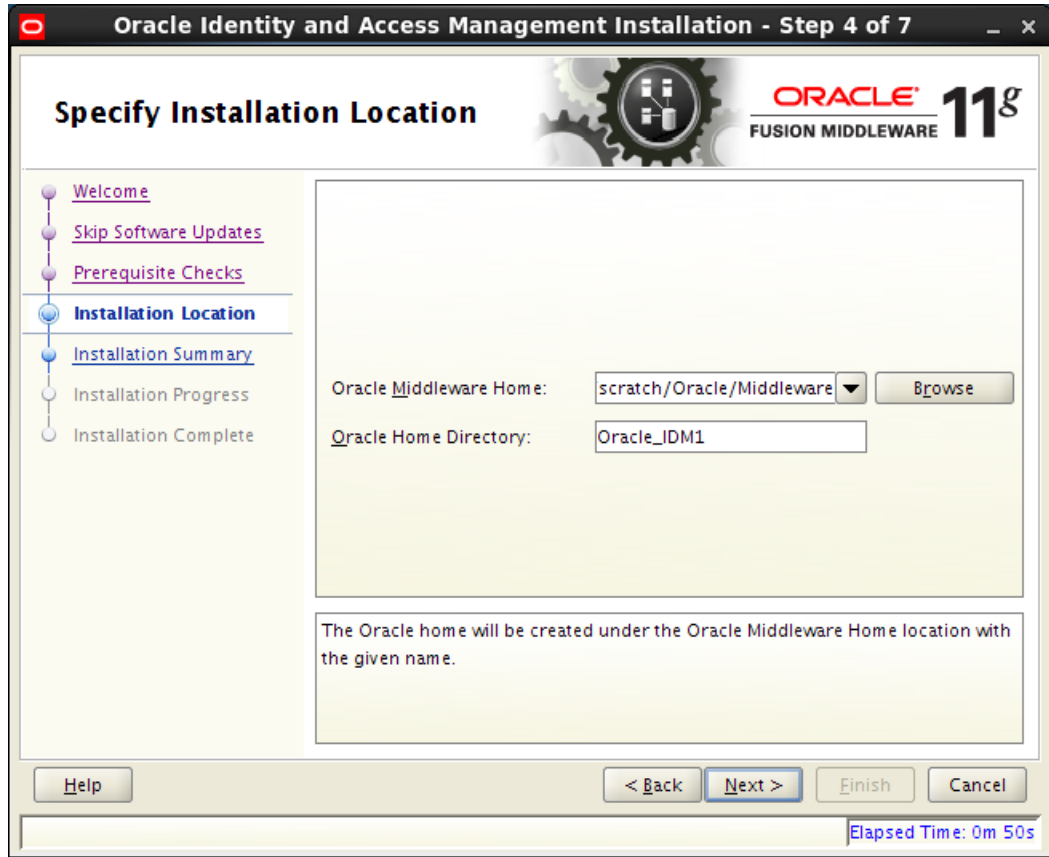 Oracle Identity and Access Management Installation - Step 4 of 7
Specify Installation Location
ORACLE
FUSION MIDDLEWARE
11g
Welcome
Skip Software Updates
Prerequisite Checks
Installation Location
Installation Summary
Installation Progress
Installation Complete
Oracle Middleware Home:
scratch/Oracle/Middleware
Browse
Oracle Home Directory:
Oracle_IDM1
The Oracle home will be created under the Oracle Middleware Home location with
the given name.
Help
< Back
Next >
Finish
Cancel
Elapsed Time: 0m 50s